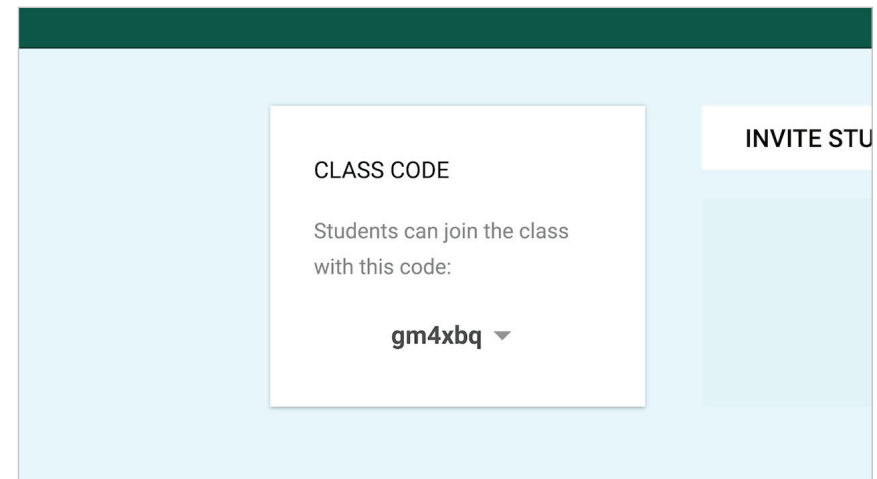 CLASS CODE
Students can join the class
with this code:
gm4xbq
INVITE STU